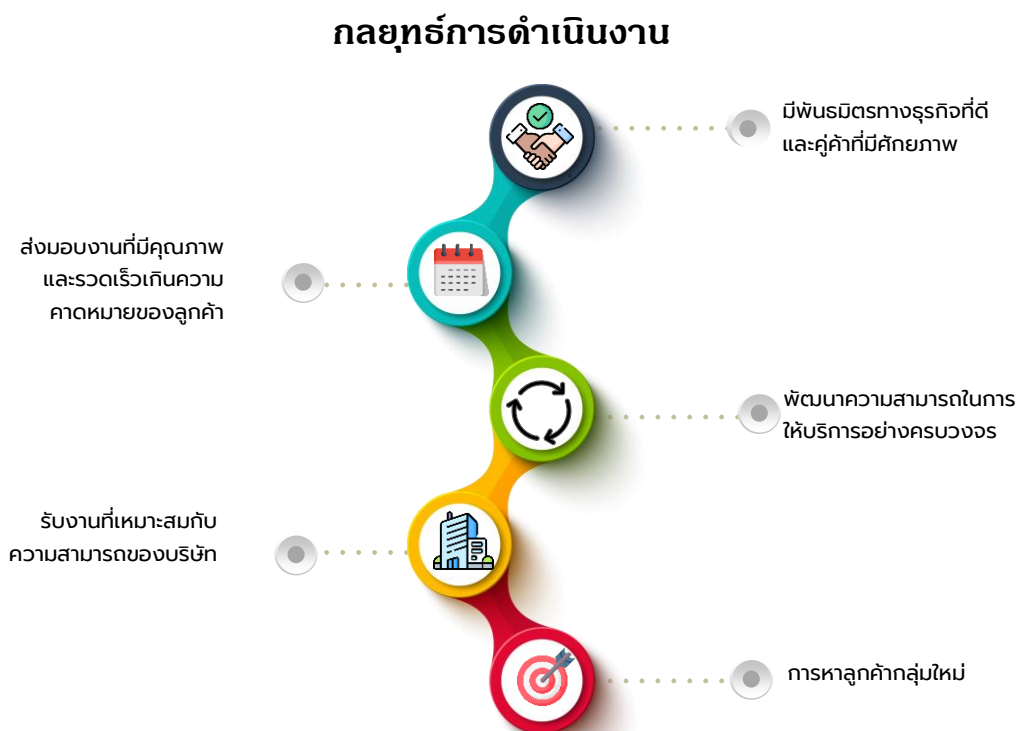 กลยุทธ์การดำเนินงาน
มีพันธมิตรทางธุรกิจที่ดี
และคู่ค้าที่มีศักยภาพ
ส่งมอบงานที่มีคุณภาพ
และรวดเร็วเกินความ
คาดหมายของลูกค้า
พัฒนาความสามารถในการ
ให้บริการอย่างครบวงจร
รับงานที่เหมาะสมกับ
ความสามารถของบริษัท
การหาลูกค้ากลุ่มใหม่